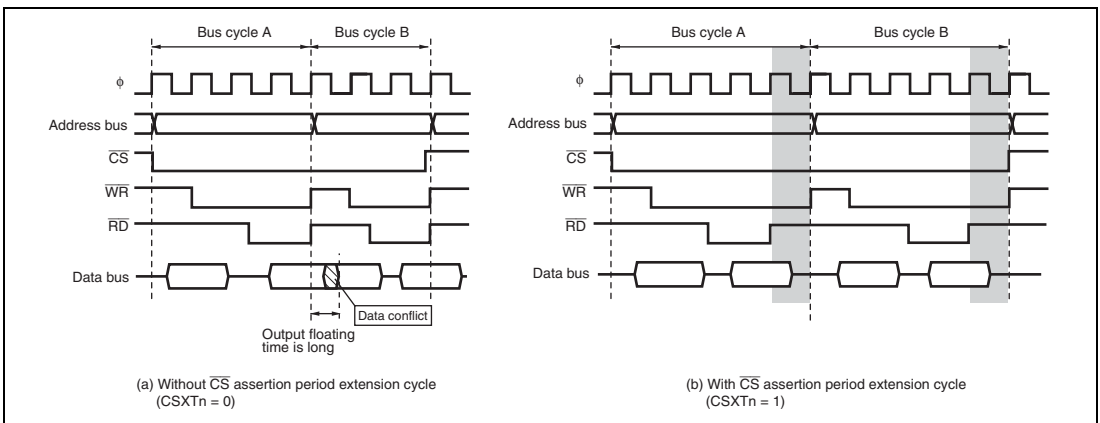 Bus cycle A
Bus cycle B
ϕ
Address bus
CS
WR
RD
Data bus
Data conflict
Output floating
time is long
(a) Without CS assertion period extension cycle
(CSXTn = 0)
Bus cycle A
Bus cycle B
ϕ
Address bus
CS
WR
RD
Data bus
(b) With CS assertion period extension cycle
(CSXTn = 1)